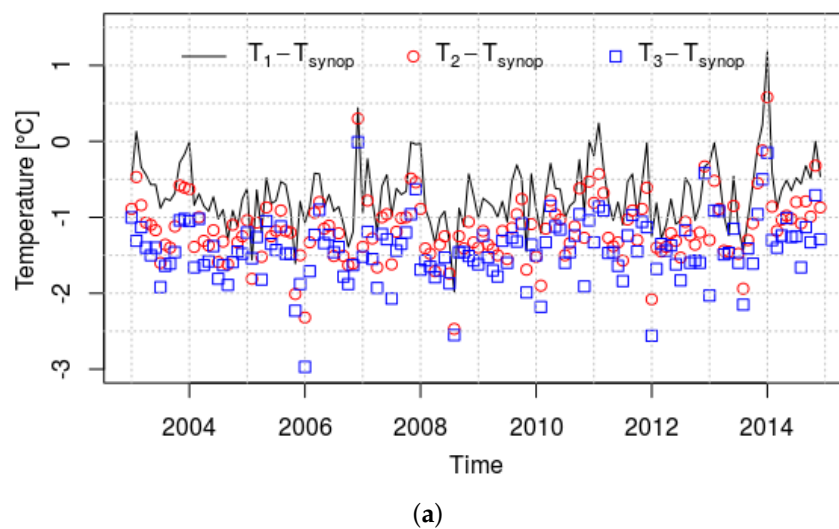 T1−Tsynop T2−Tsynop T3−Tsynop
1
0
-1
-2
-3
Temperature [°C]
2004 2006 2008 2010 2012 2014
Time
(a)